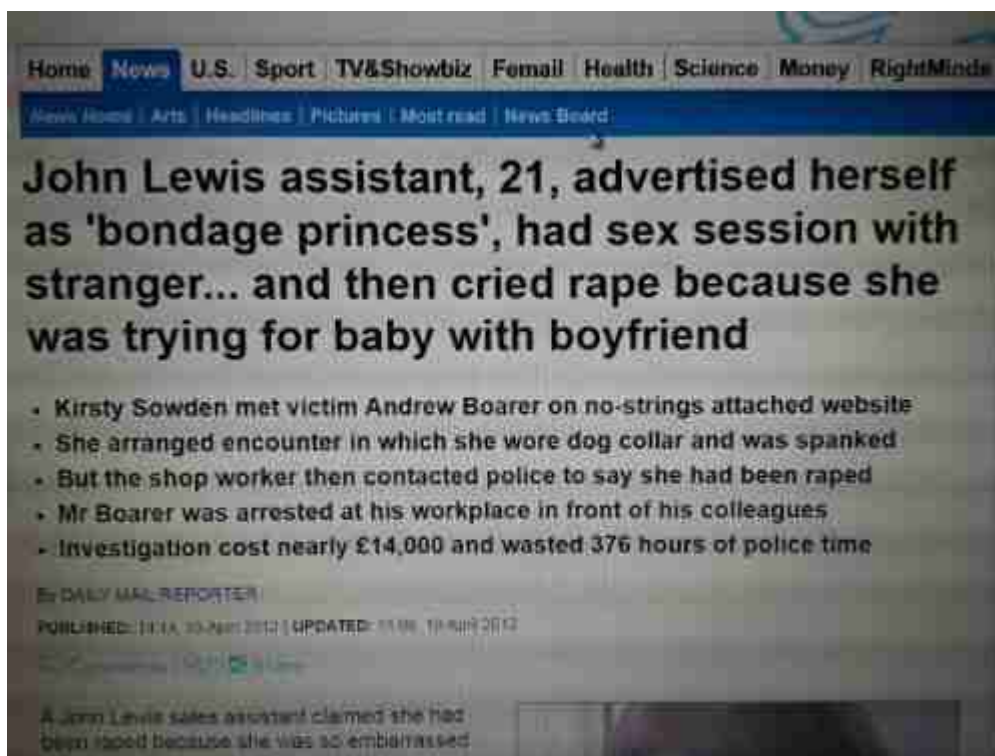 Home News U.S. Sport TV&Showbiz Femail Health Science Money RightMinds
News Home Arts Headlines Pictures Most read News Board
John Lewis assistant, 21, advertised herself
as 'bondage princess', had sex session with
stranger... and then cried rape because she
was trying for baby with boyfriend
• Kirsty Sowden met victim Andrew Boarer on no-strings attached website
• She arranged encounter in which she wore dog collar and was spanked
• But the shop worker then contacted police to say she had been raped
• Mr Boarer was arrested at his workplace in front of his colleagues
• Investigation cost nearly £14,000 and wasted 376 hours of police time
By DAILY MAIL REPORTER
PUBLISHED: April 2012 | UPDATED: April 2012
A John Lewis sales assistant claimed she had
been raped because she was so embarrassed